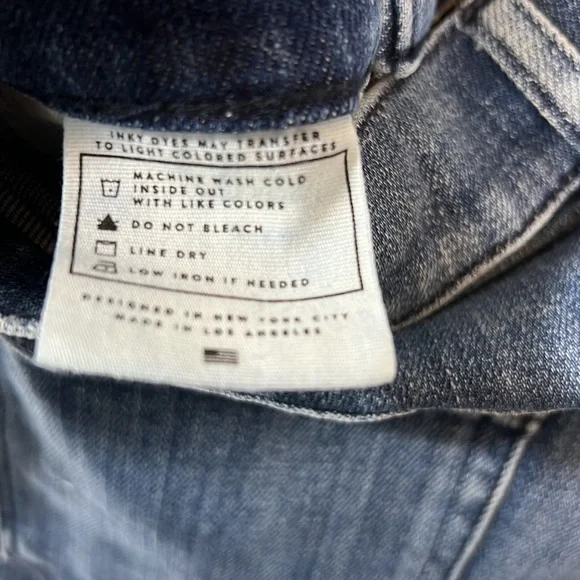 INKY DYES MAY TRANSFER
TO LIGHT COLORED SURFACES
MACHINE WASH COLD
INSIDE OUT
WITH LIKE COLORS
DO NOT BLEACH
LINE DRY
LOW IRON IF NEEDED
DESIGNED IN NEW YORK CITY
MADE IN LOS ANGELES